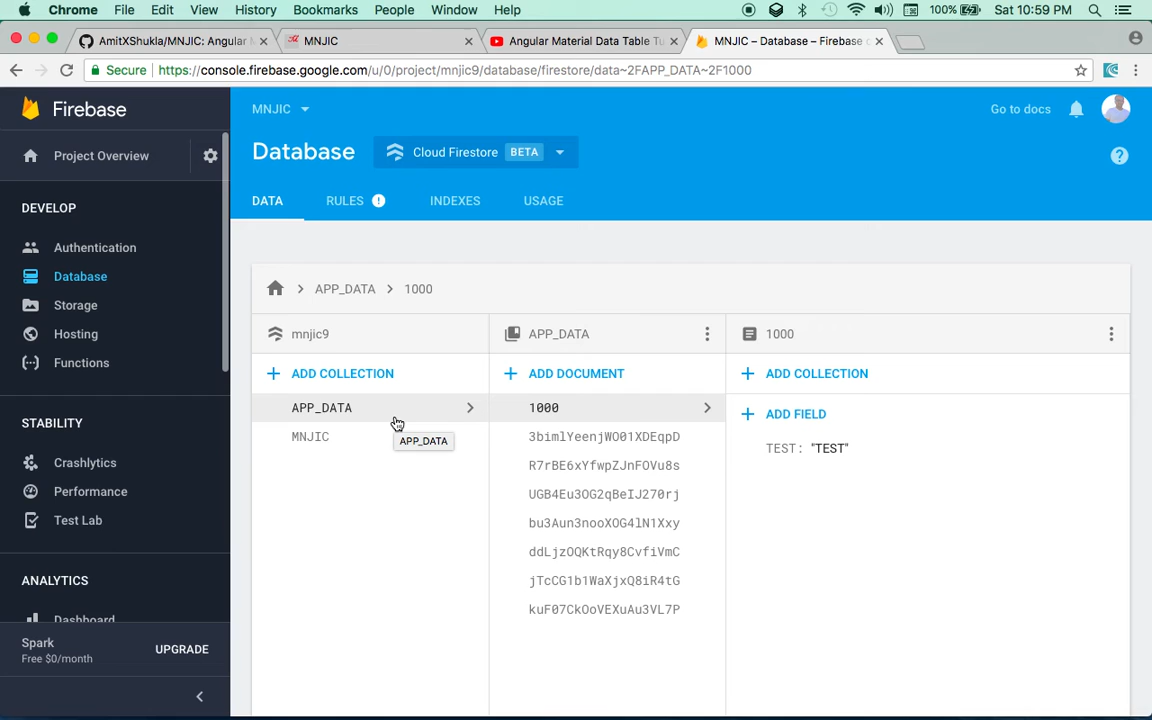 Chrome File Edit View History Bookmarks People Window Help 100% Sat 10:59 PM
AmitXShukla/MNJIC: Angular M
MNJIC
Angular Material Data Table Tu
MNJIC – Database – Firebase c
Secure https://console.firebase.google.com/u/0/project/mnjic9/database/firestore/data~2FAPP_DATA~2F1000
Firebase
MNJIC
Go to docs
Project Overview
Database
Cloud Firestore BETA
DATA RULES INDEXES USAGE
DEVELOP
Authentication
Database
Storage
Hosting
Functions
STABILITY
Crashlytics
Performance
Test Lab
ANALYTICS
Dashboard
Spark
Free $0/month
UPGRADE
APP_DATA 1000
mnjic9
ADD COLLECTION
APP_DATA
MNJIC
APP_DATA
APP_DATA
ADD DOCUMENT
1000
3bimlYeenjWO01XDEqpD
R7rBE6xYfwpZJnFOVu8s
UGB4Eu3OG2qBeIJ270rj
bu3Aun3nooXOG4lN1Xxy
ddLjzOQKtRqy8CvfiVmC
jTcCG1b1WaXjxQ8iR4tG
kuF07CkOoVEXuAu3VL7P
1000
ADD COLLECTION
ADD FIELD
TEST: "TEST"